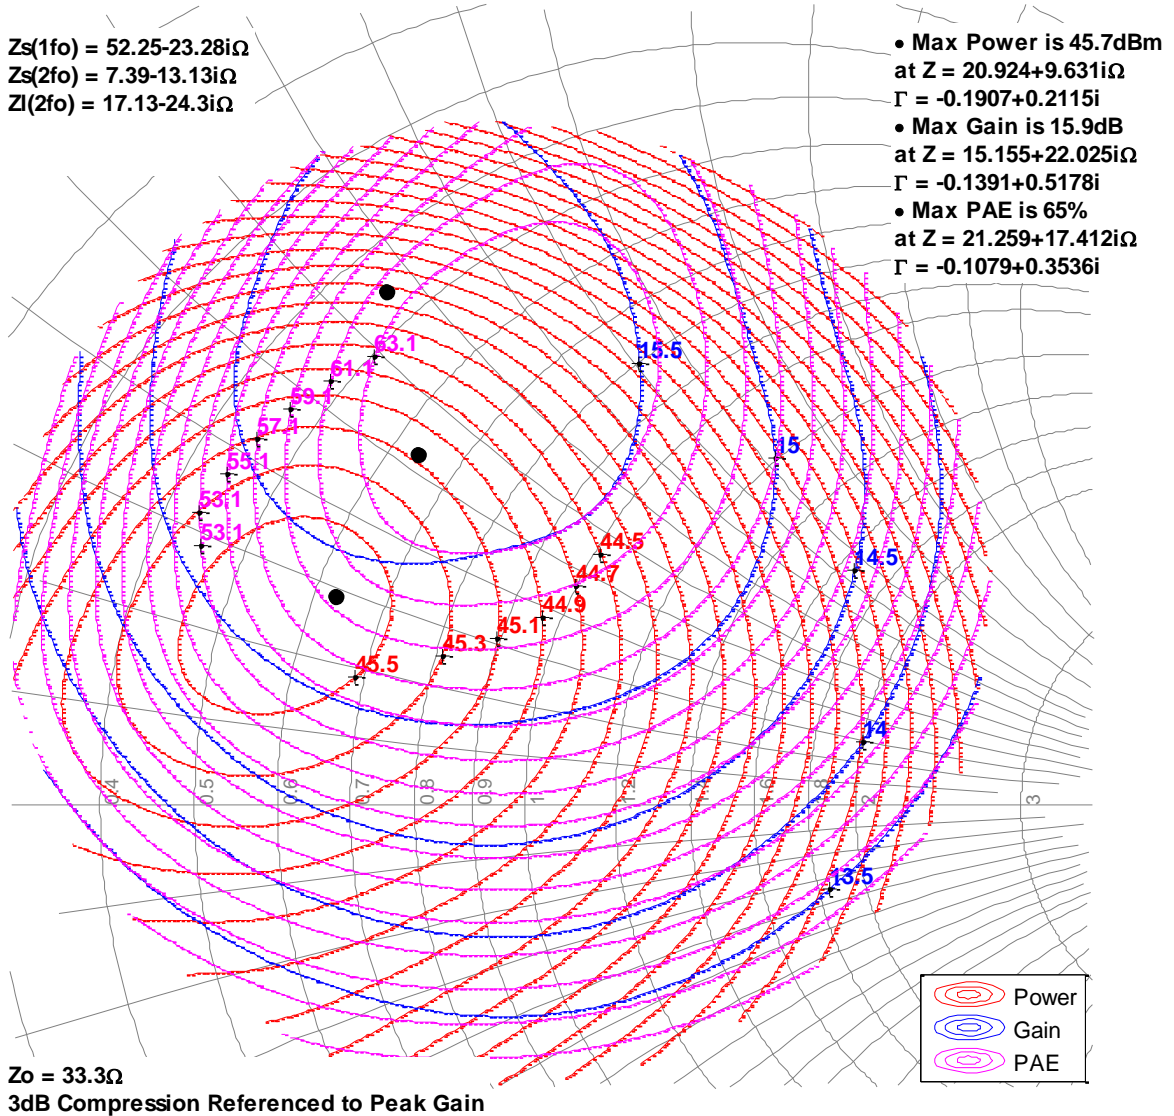 Zs(1fo) = 52.25-23.28iΩ
Zs(2fo) = 7.39-13.13iΩ
Zl(2fo) = 17.13-24.3iΩ
• Max Power is 45.7dBm
at Z = 20.924+9.631iΩ
Γ = -0.1907+0.2115i
• Max Gain is 15.9dB
at Z = 15.155+22.025iΩ
Γ = -0.1391+0.5178i
• Max PAE is 65%
at Z = 21.259+17.412iΩ
Γ = -0.1079+0.3536i
63.1
61.1
59.1
57.1
55.1
53.1
53.1
15.5
15
14.5
14
13.5
44.5
44.7
44.9
45.1
45.3
45.5
0.4
0.5
0.6
0.7
0.8
0.9
1
1.2
1.6
1.8
2
3
Power
Gain
PAE
Zo = 33.3Ω
3dB Compression Referenced to Peak Gain